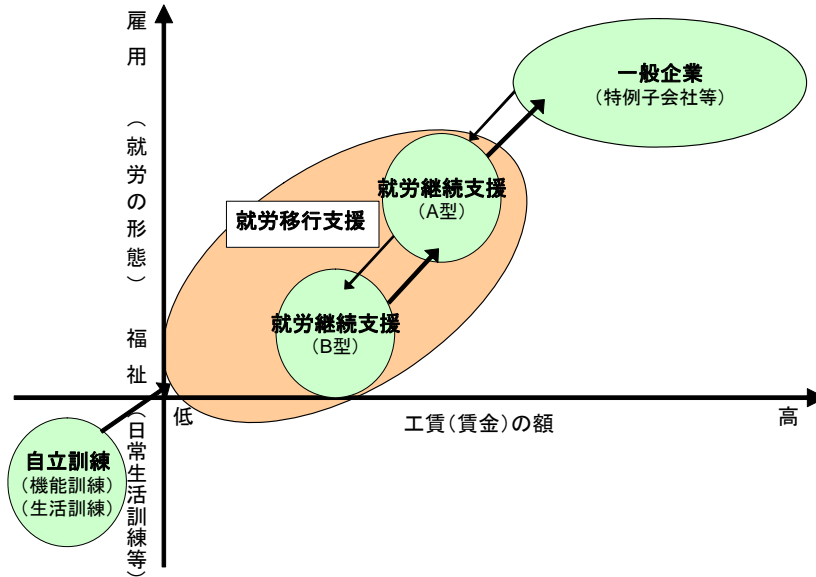 雇用
（就労の形態）
福祉
（日常生活訓練等）
一般企業
（特例子会社等）
就労継続支援
（A型）
就労移行支援
就労継続支援
（B型）
低
工賃（賃金）の額
高
自立訓練
（機能訓練）
（生活訓練）